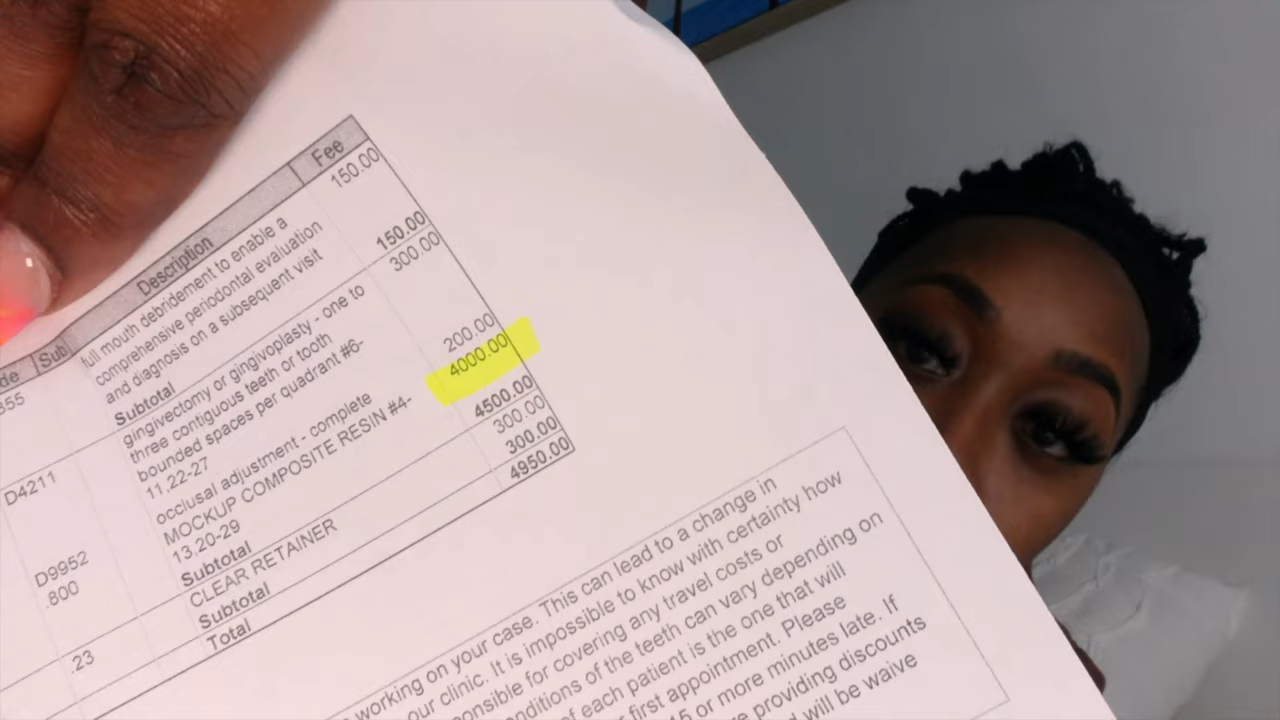 de Sub Description Fee
355 full mouth debridement to enable a 150.00
comprehensive periodontal evaluation
and diagnosis on a subsequent visit
Subtotal 150.00
D4211 gingivectomy or gingivoplasty - one to 300.00
three contiguous teeth or tooth
bounded spaces per quadrant #6-
11,22-27
D9952 occlusal adjustment - complete 200.00
.800 MOCKUP COMPOSITE RESIN #4- 4000.00
13.20-29
Subtotal 4500.00
.23 CLEAR RETAINER 300.00
Subtotal 300.00
Total 4950.00
working on your case. This can lead to a change in
our clinic. It is impossible to know with certainty how
onsible for covering any travel costs or
nditions of the teeth can vary depending on
of each patient is the one that will
first appointment. Please
15 or more minutes late. If
re providing discounts
d will be waive